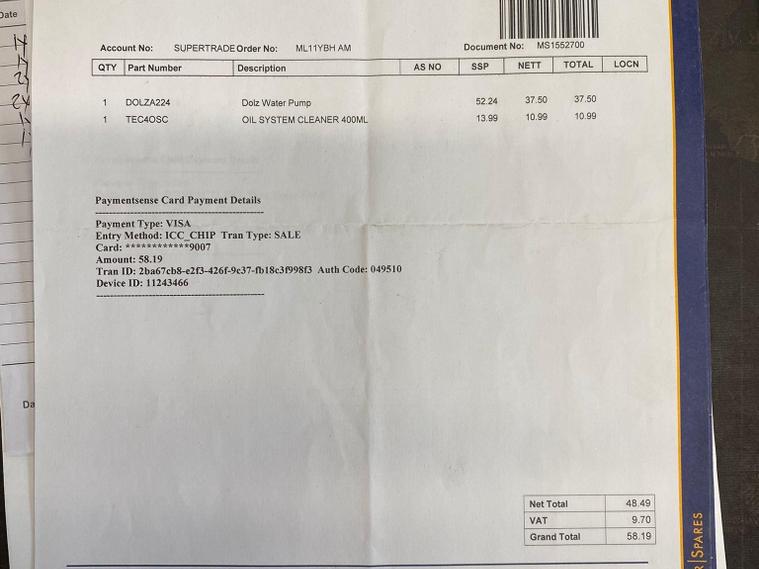 Date
Account No: SUPERTRADE Order No: ML11YBH AM Document No: MS1552700
QTY Part Number Description AS NO SSP NETT TOTAL LOCN
1 DOLZA224 Dolz Water Pump 52.24 37.50 37.50
1 TEC4OSC OIL SYSTEM CLEANER 400ML 13.99 10.99 10.99
Paymentsense Card Payment Details
Payment Type: VISA
Entry Method: ICC_CHIP Tran Type: SALE
Card: ************9007
Amount: 58.19
Tran ID: 2ba67cb8-e2f3-426f-9c37-fb18c3f998f3 Auth Code: 049510
Device ID: 11243466
Da
Net Total 48.49
VAT 9.70
Grand Total 58.19
R | SPARES